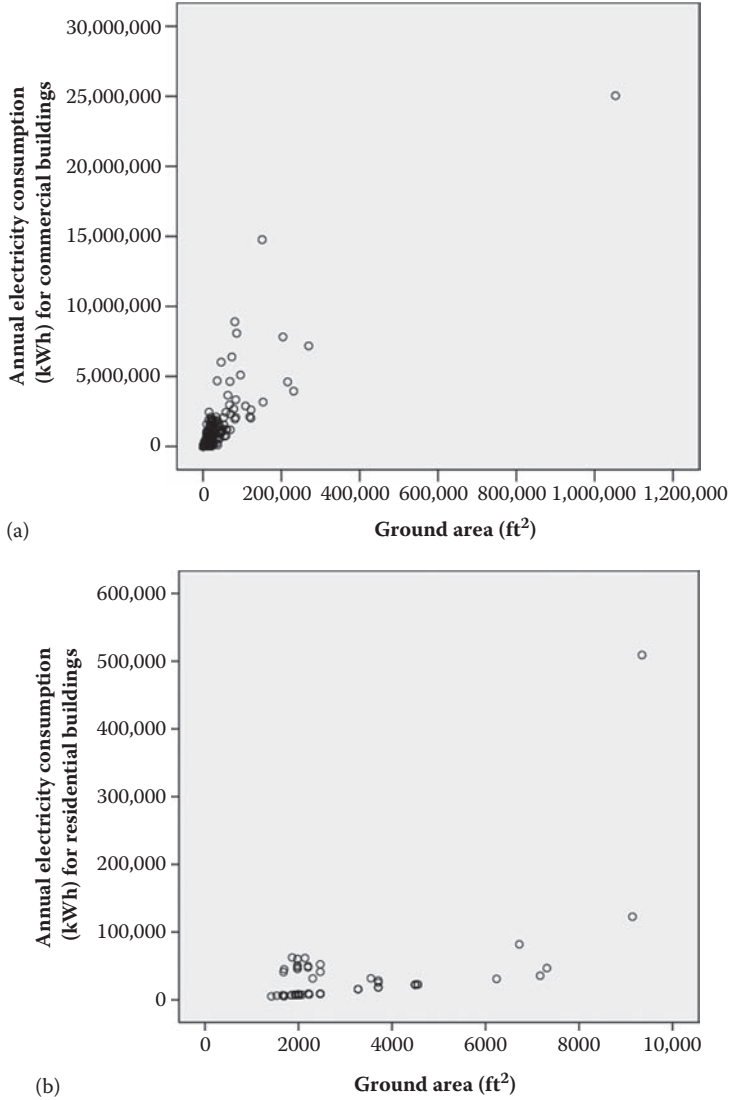 30,000,000
25,000,000
20,000,000
15,000,000
10,000,000
5,000,000
0
Annual electricity consumption
(kWh) for commercial buildings
0 200,000 400,000 600,000 800,000 1,000,000 1,200,000
Ground area (ft²)
(a)
600,000
500,000
400,000
300,000
200,000
100,000
0
Annual electricity consumption
(kWh) for residential buildings
0 2000 4000 6000 8000 10,000
Ground area (ft²)
(b)